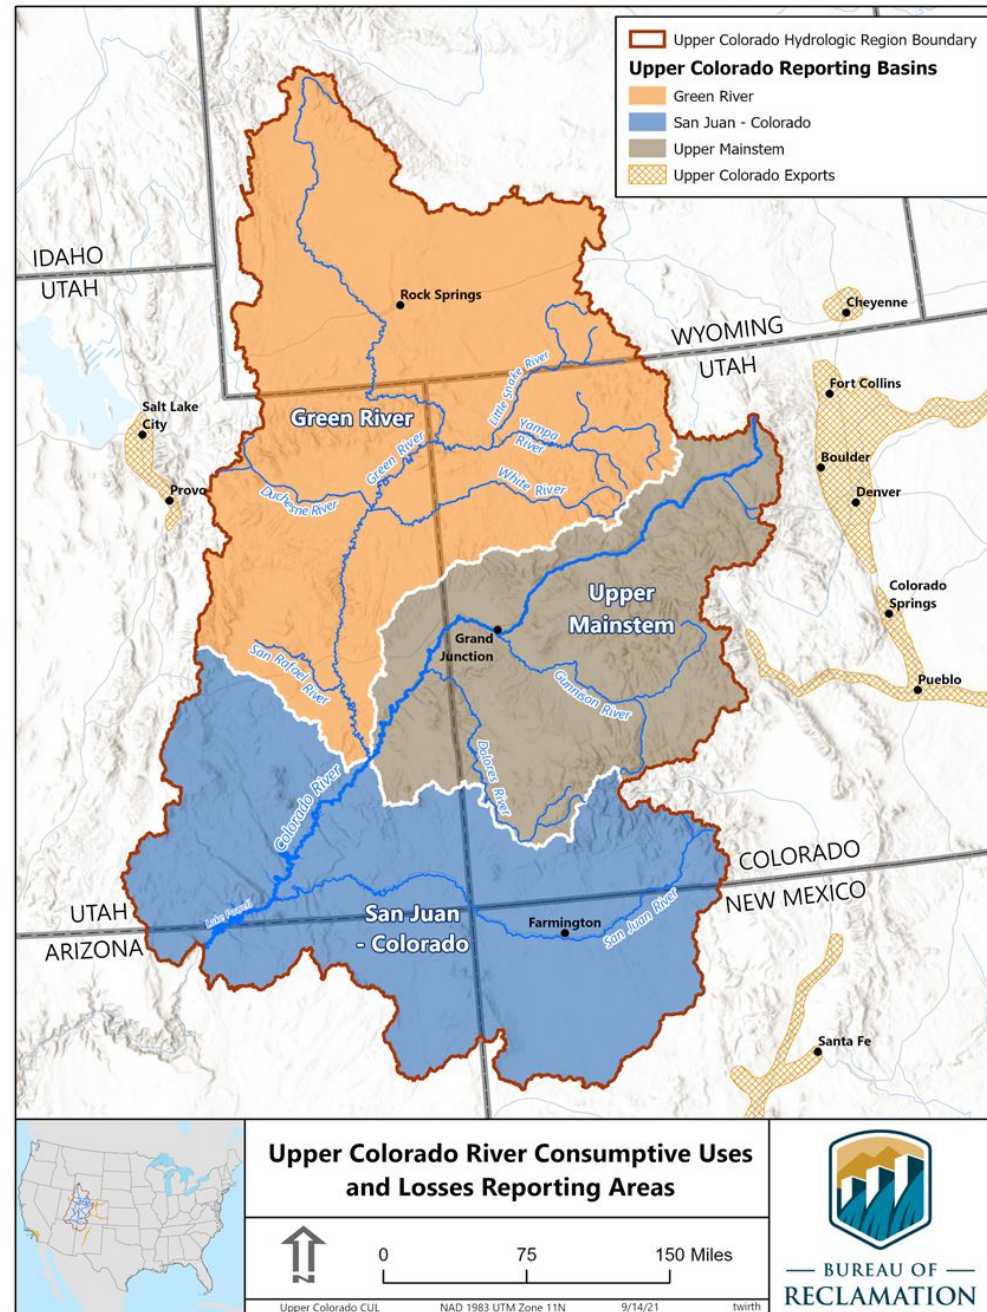 Upper Colorado Hydrologic Region Boundary
Upper Colorado Reporting Basins
Green River
San Juan - Colorado
Upper Mainstem
Upper Colorado Exports
IDAHO
UTAH
Rock Springs
Cheyenne
WYOMING
UTAH
Little Snake River
Fort Collins
Salt Lake
City
Green River
Yampa
River
Green River
Boulder
White River
Provo
Duchesne River
Denver
Upper
Mainstem
Colorado
Springs
Grand
Junction
San Rafael River
Gunnison River
Pueblo
Dolores River
Colorado River
COLORADO
NEW MEXICO
UTAH
ARIZONA
Lake Powell
San Juan
- Colorado
Farmington
San Juan River
Santa Fe
Upper Colorado River Consumptive Uses
and Losses Reporting Areas
N
0 75 150 Miles
Upper Colorado CUL NAD 1983 UTM Zone 11N 9/14/21 twirth
BUREAU OF
RECLAMATION